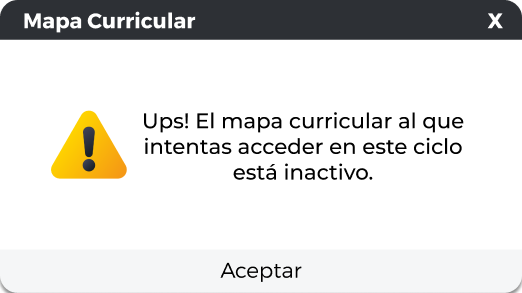 Mapa Curricular X
Ups! El mapa curricular al que
intentas acceder en este ciclo
está inactivo.
Aceptar